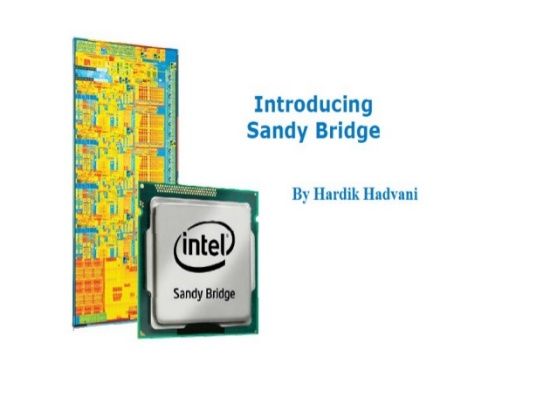 Introducing
Sandy Bridge
By Hardik Hadvani
intel
Sandy Bridge